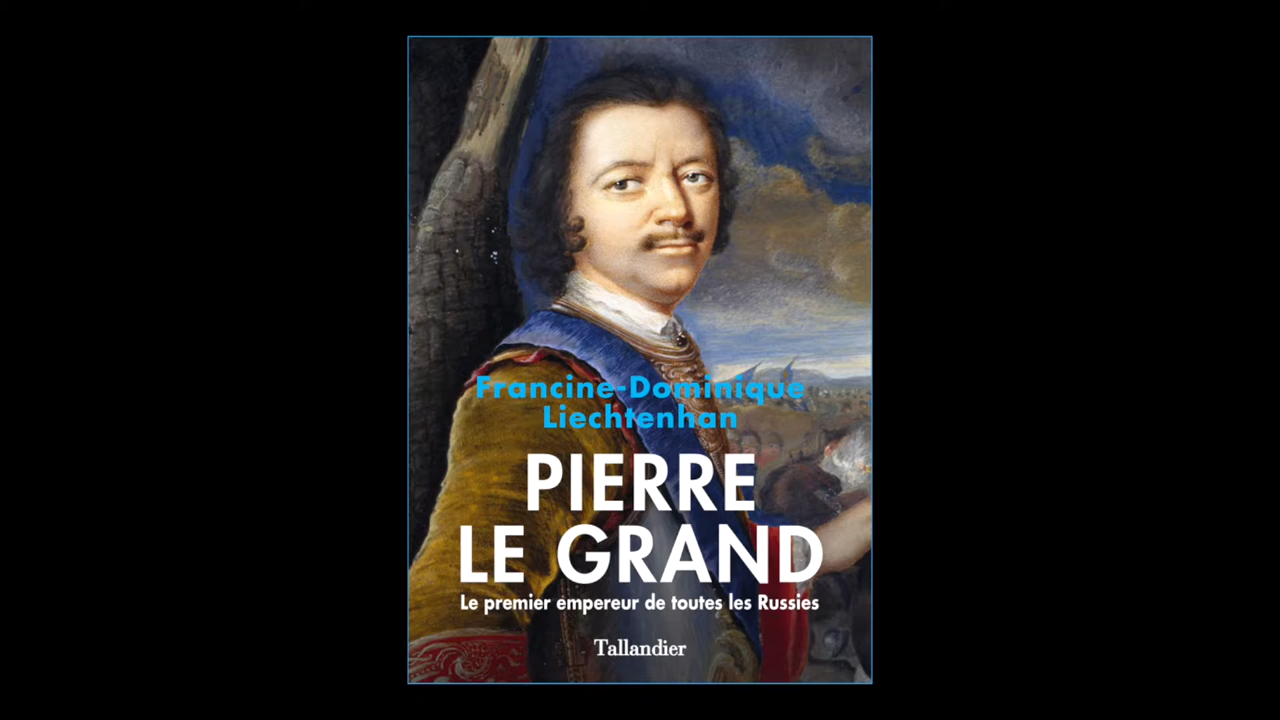 Francine-Dominique
Liechtenhan
PIERRE
LE GRAND
Le premier empereur de toutes les Russies
Tallandier